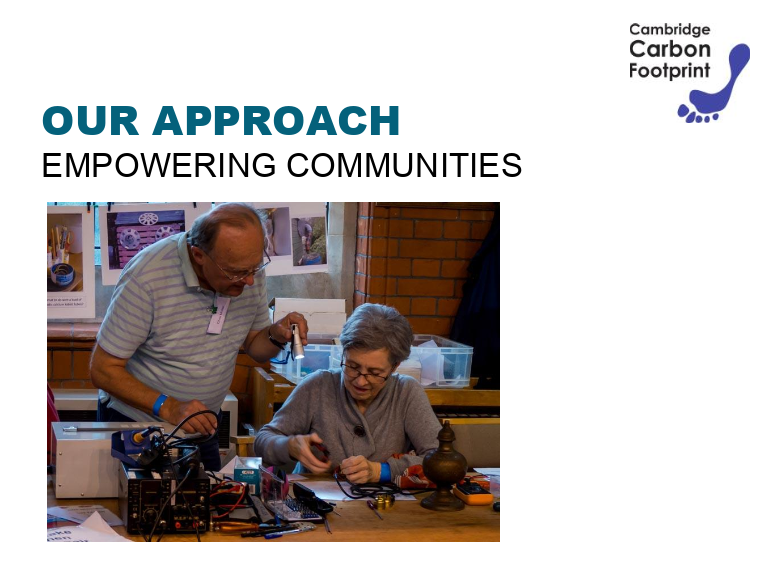 Cambridge
Carbon
Footprint
OUR APPROACH
EMPOWERING COMMUNITIES